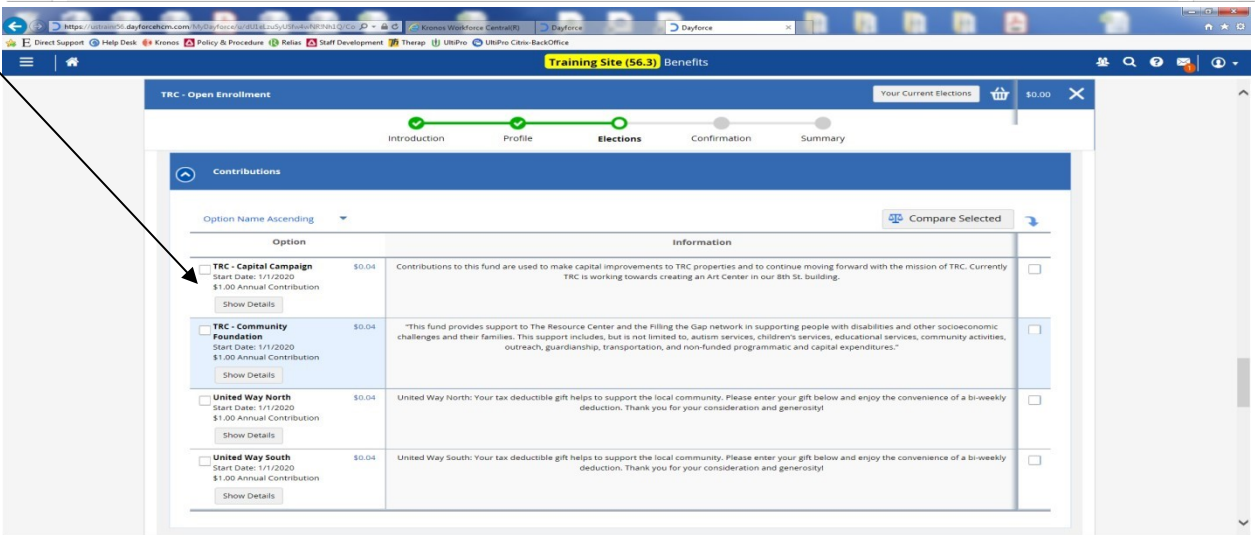 https://ustrain56.dayforcehcm.com/MyDayforce/
Kronos Workforce Central(R)
Dayforce
Dayforce
Direct Support Help Desk Kronos Policy & Procedure Relias Staff Development Therap UltiPro UltiPro Citrix-BackOffice
Training Site (56.3) Benefits
TRC - Open Enrollment
Your Current Elections
$0.00
Introduction
Profile
Elections
Confirmation
Summary
Contributions
Option Name Ascending
Compare Selected
Option
Information
TRC - Capital Campaign $0.04
Start Date: 1/1/2020
$1.00 Annual Contribution
Show Details
Contributions to this fund are used to make capital improvements to TRC properties and to continue moving forward with the mission of TRC. Currently
TRC is working towards creating an Art Center in our 8th St. building.
TRC - Community $0.04
Foundation
Start Date: 1/1/2020
$1.00 Annual Contribution
Show Details
"This fund provides support to The Resource Center and the Filling the Gap network in supporting people with disabilities and other socioeconomic
challenges and their families. This support includes, but is not limited to, autism services, children's services, educational services, community activities,
outreach, guardianship, transportation, and non-funded programmatic and capital expenditures."
United Way North $0.04
Start Date: 1/1/2020
$1.00 Annual Contribution
Show Details
United Way North: Your tax deductible gift helps to support the local community. Please enter your gift below and enjoy the convenience of a bi-weekly
deduction. Thank you for your consideration and generosity!
United Way South $0.04
Start Date: 1/1/2020
$1.00 Annual Contribution
Show Details
United Way South: Your tax deductible gift helps to support the local community. Please enter your gift below and enjoy the convenience of a bi-weekly
deduction. Thank you for your consideration and generosity!